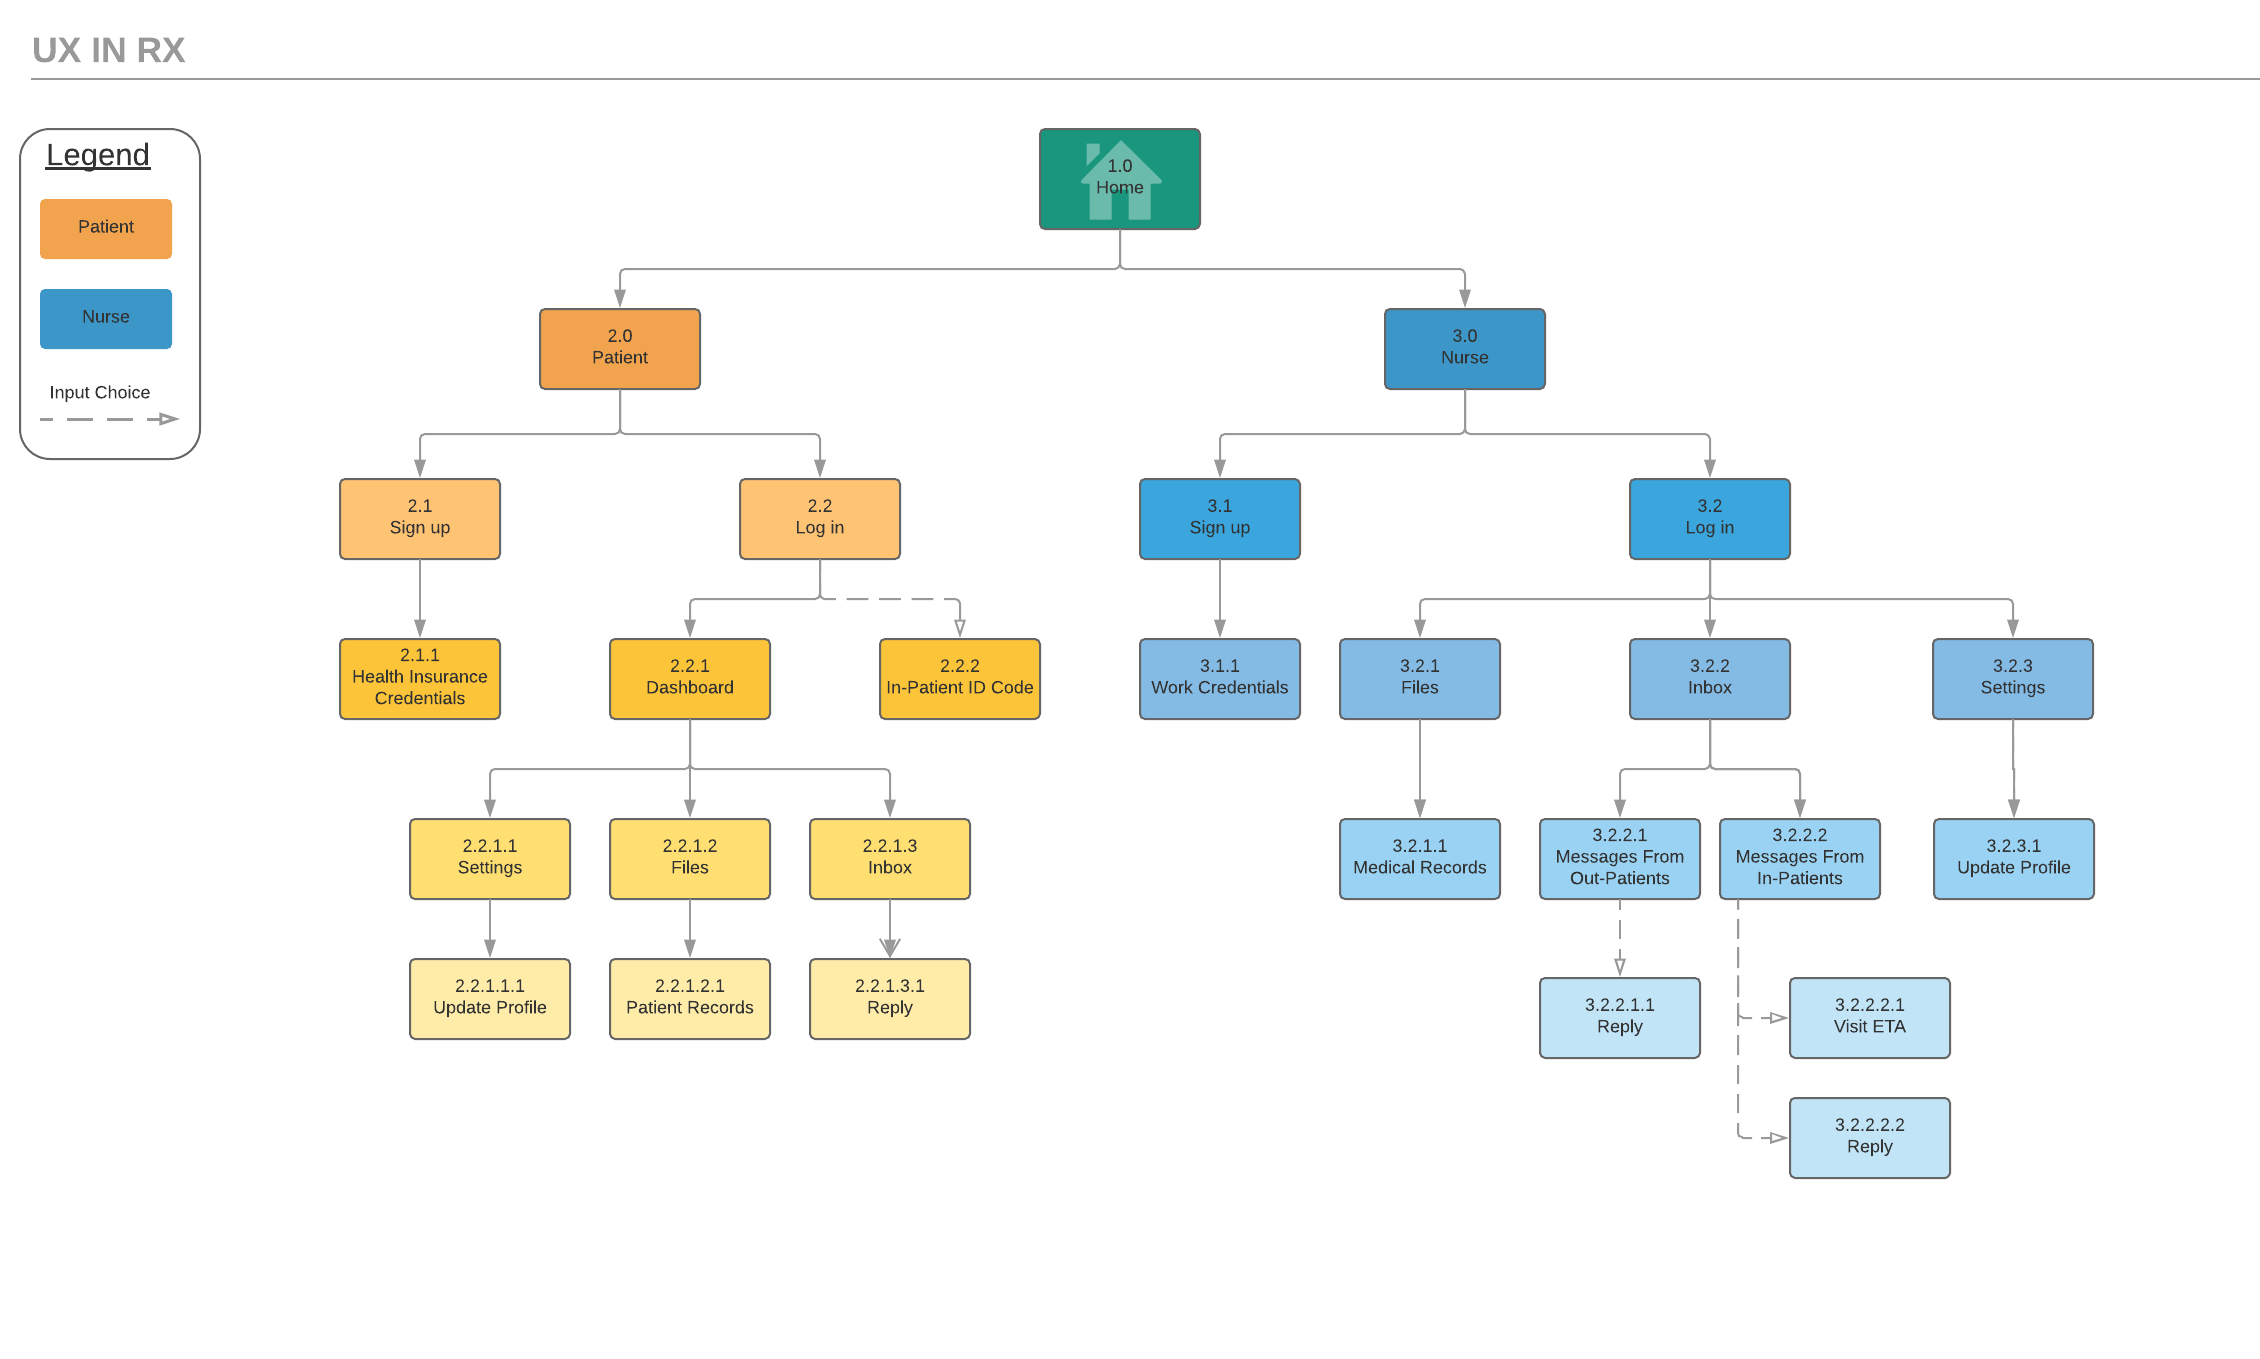 UX IN RX
Legend
Patient
Nurse
Input Choice
1.0
Home
2.0
Patient
3.0
Nurse
2.1
Sign up
2.2
Log in
3.1
Sign up
3.2
Log in
2.1.1
Health Insurance
Credentials
2.2.1
Dashboard
2.2.2
In-Patient ID Code
3.1.1
Work Credentials
3.2.1
Files
3.2.2
Inbox
3.2.3
Settings
2.2.1.1
Settings
2.2.1.2
Files
2.2.1.3
Inbox
3.2.1.1
Medical Records
3.2.2.1
Messages From
Out-Patients
3.2.2.2
Messages From
In-Patients
3.2.3.1
Update Profile
2.2.1.1.1
Update Profile
2.2.1.2.1
Patient Records
2.2.1.3.1
Reply
3.2.2.1.1
Reply
3.2.2.2.1
Visit ETA
3.2.2.2.2
Reply